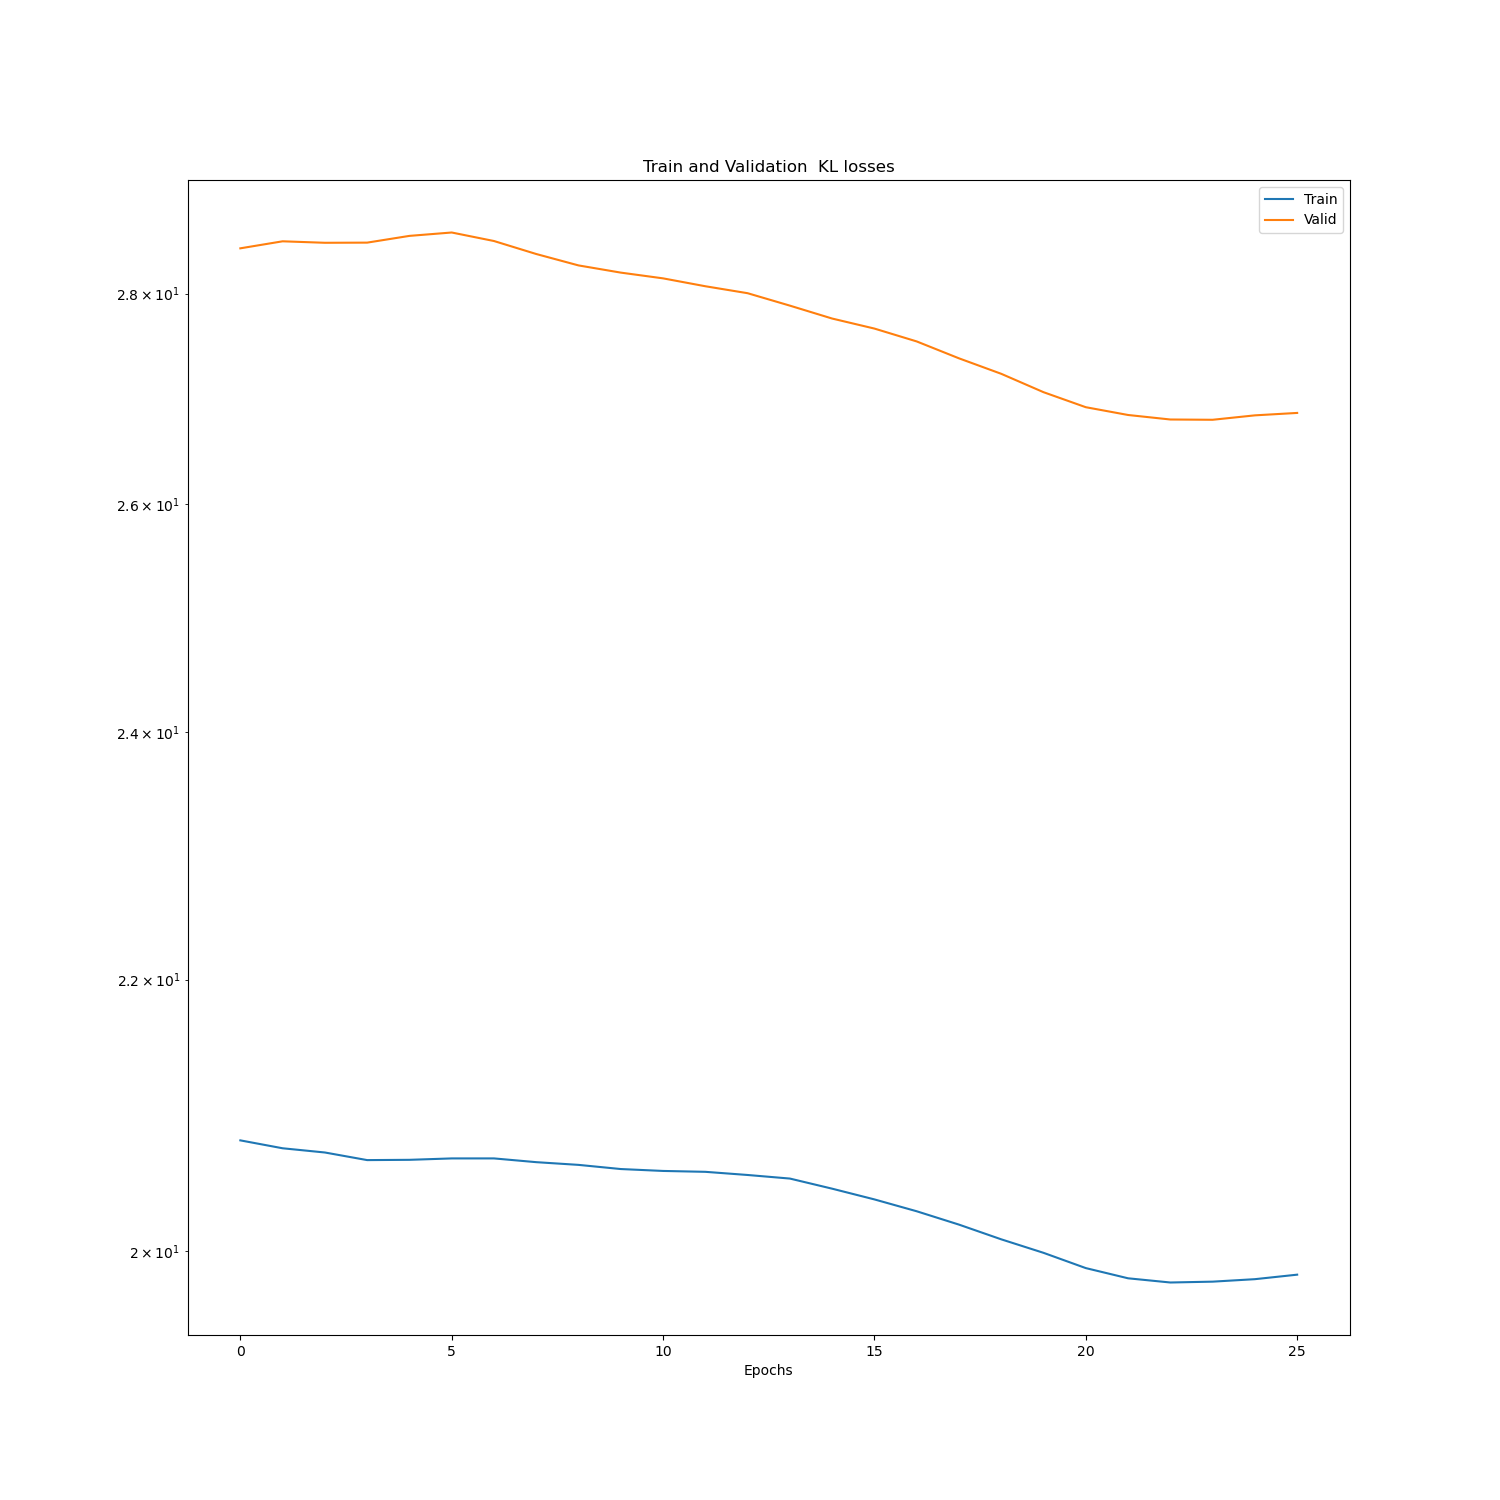 Train and Validation  KL losses
Train
Valid
2.8 × 10¹
2.6 × 10¹
2.4 × 10¹
2.2 × 10¹
2 × 10¹
0 5 10 15 20 25
Epochs